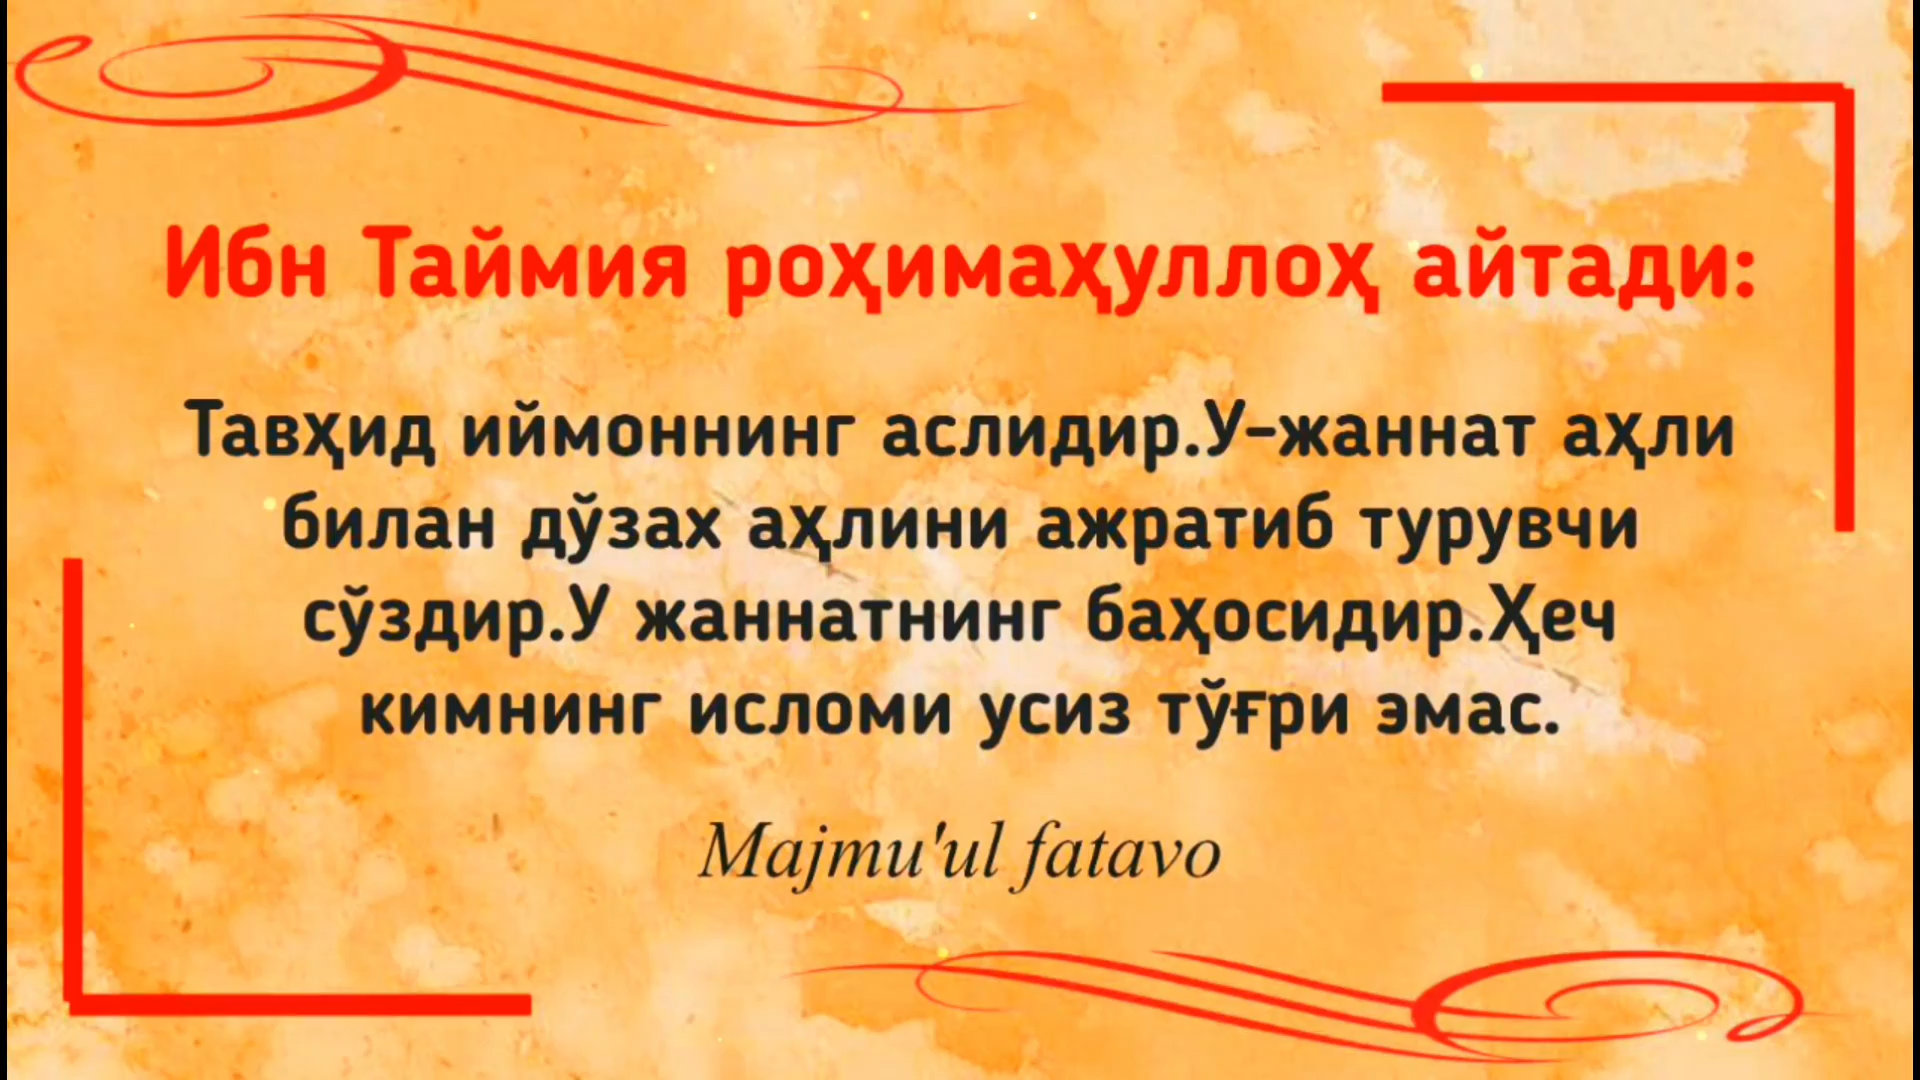 Ибн Таймия роҳимаҳуллоҳ айтади:
Тавҳид иймоннинг аслидир.У-жаннат аҳли
билан дўзах аҳлини ажратиб турувчи
сўздир.У жаннатнинг баҳосидир.Ҳеч
кимнинг исломи усиз тўғри эмас.
Majmu'ul fatavo